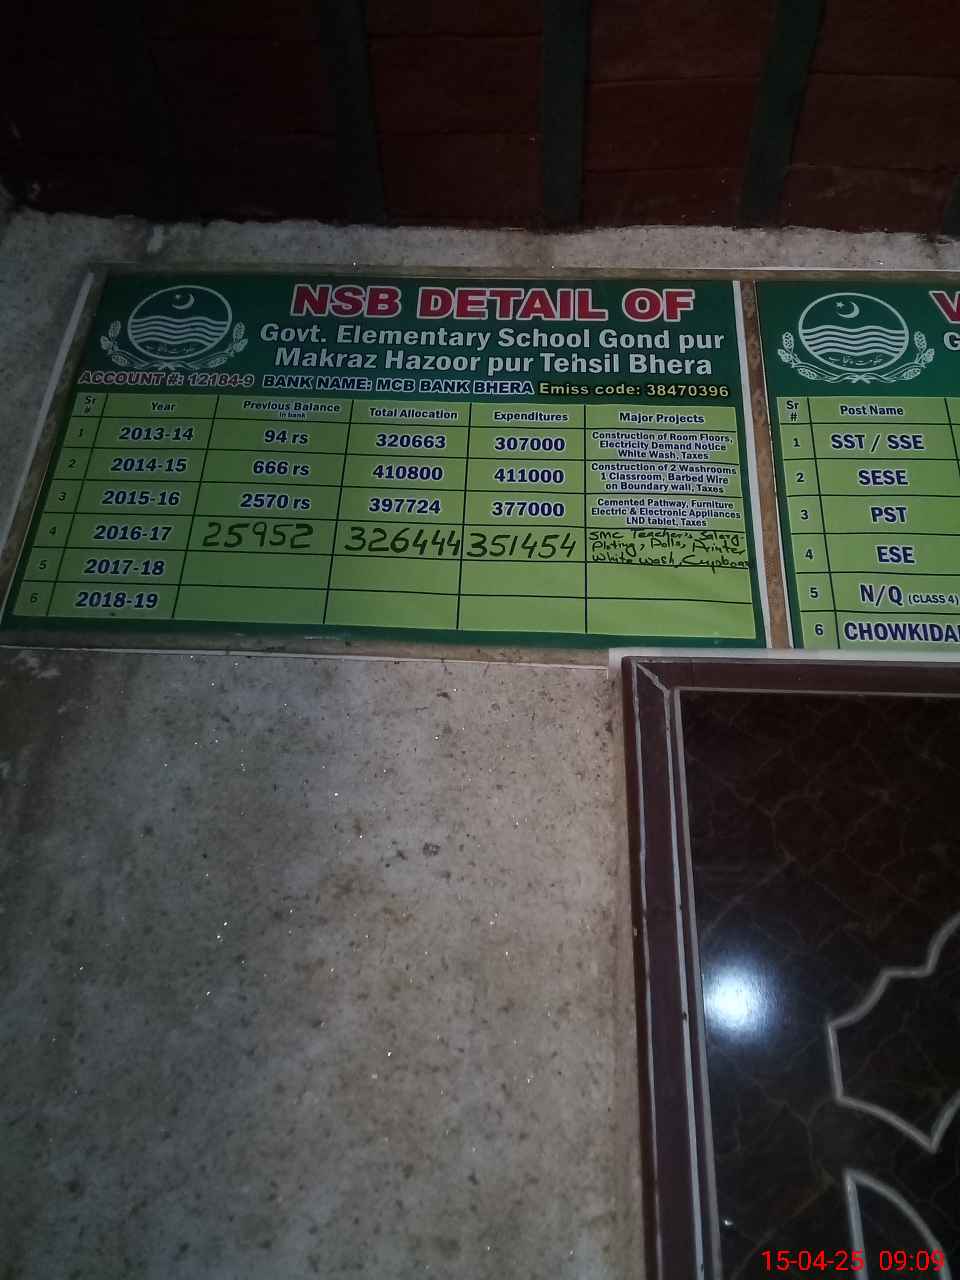 NSB DETAIL OF
Govt. Elementary School Gond pur
Makraz Hazoor pur Tehsil Bhera
ACCOUNT #: 12184-9 BANK NAME: MCB BANK BHERA Emiss code: 38470396
Sr # Year Previous Balance in bank Total Allocation Expenditures Major Projects
1 2013-14 94 rs 320663 307000 Construction of Room Floors, Electricity Demand Notice White Wash, Taxes
2 2014-15 666 rs 410800 411000 Construction of 2 Washrooms 1 Classroom, Barbed Wire on Boundary wall, Taxes
3 2015-16 2570 rs 397724 377000 Cemented Pathway, Furniture Electric & Electronic Appliances LND tablet, Taxes
4 2016-17 25952 326444 351454 SMC Teacher's Printer White wash,
5 2017-18
6 2018-19
حکومت پنجاب
Sr # Post Name
1 SST / SSE
2 SESE
3 PST
4 ESE
5 N/Q (CLASS 4)
6
15-04-25 09:09